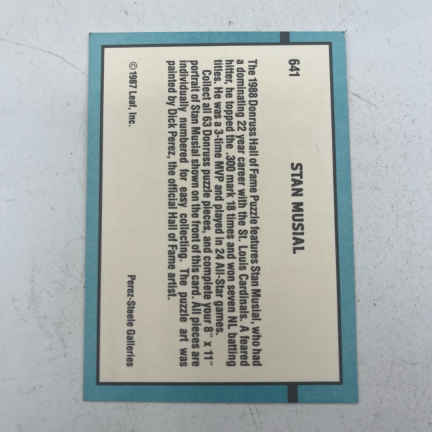 641
STAN MUSIAL
The 1988 Donruss Hall of Fame Puzzle features Stan Musial, who had
a dominating 22 year career with the St. Louis Cardinals. A feared
hitter, he topped the .300 mark 18 times and won seven NL batting
titles. He was a 3-time MVP and played in 24 All-Star games.
Collect all 63 Donruss puzzle pieces, and complete your 8" x 11"
portrait of Stan Musial shown on the front of this card. All pieces are
individually numbered for easy collecting. The puzzle art was
painted by Dick Perez, the official Hall of Fame artist.
© 1987 Leaf, Inc.
Perez-Steele Galleries